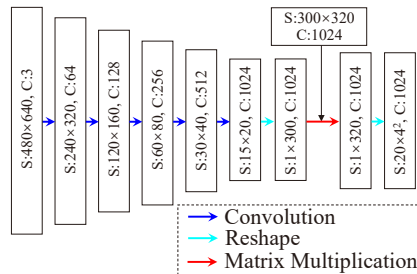 S:480×640, C:3
S:240×320, C:64
S:120×160, C:128
S:60×80, C:256
S:30×40, C:512
S:15×20, C:1024
S:1×300, C:1024
S:300×320
C:1024
S:1×320, C:1024
S:20×4², C:1024
Convolution
Reshape
Matrix Multiplication